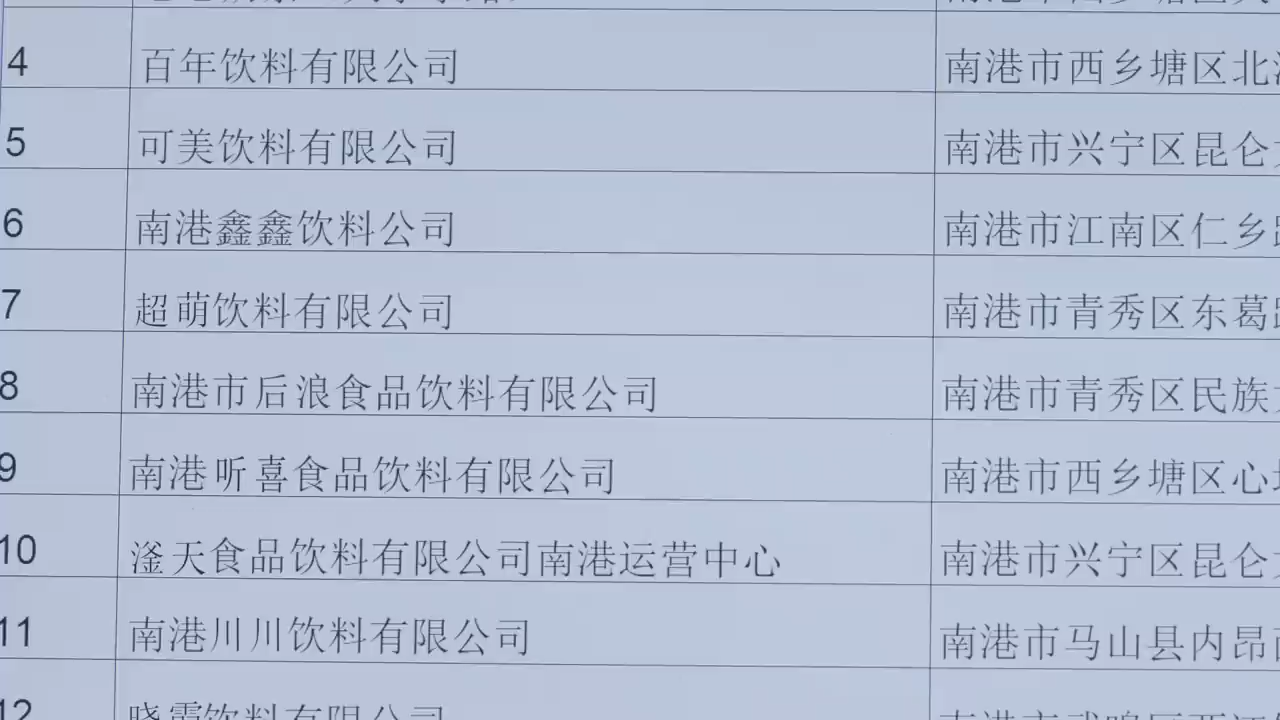 4 百年饮料有限公司 南港市西乡塘区北
5 可美饮料有限公司 南港市兴宁区昆仑
6 南港鑫鑫饮料公司 南港市江南区仁乡
7 超萌饮料有限公司 南港市青秀区东葛
8 南港市后浪食品饮料有限公司 南港市青秀区民族
9 南港听喜食品饮料有限公司 南港市西乡塘区心
10 滏天食品饮料有限公司南港运营中心 南港市兴宁区昆仑
11 南港川川饮料有限公司 南港市马山县内昂
12 饮料有限公司